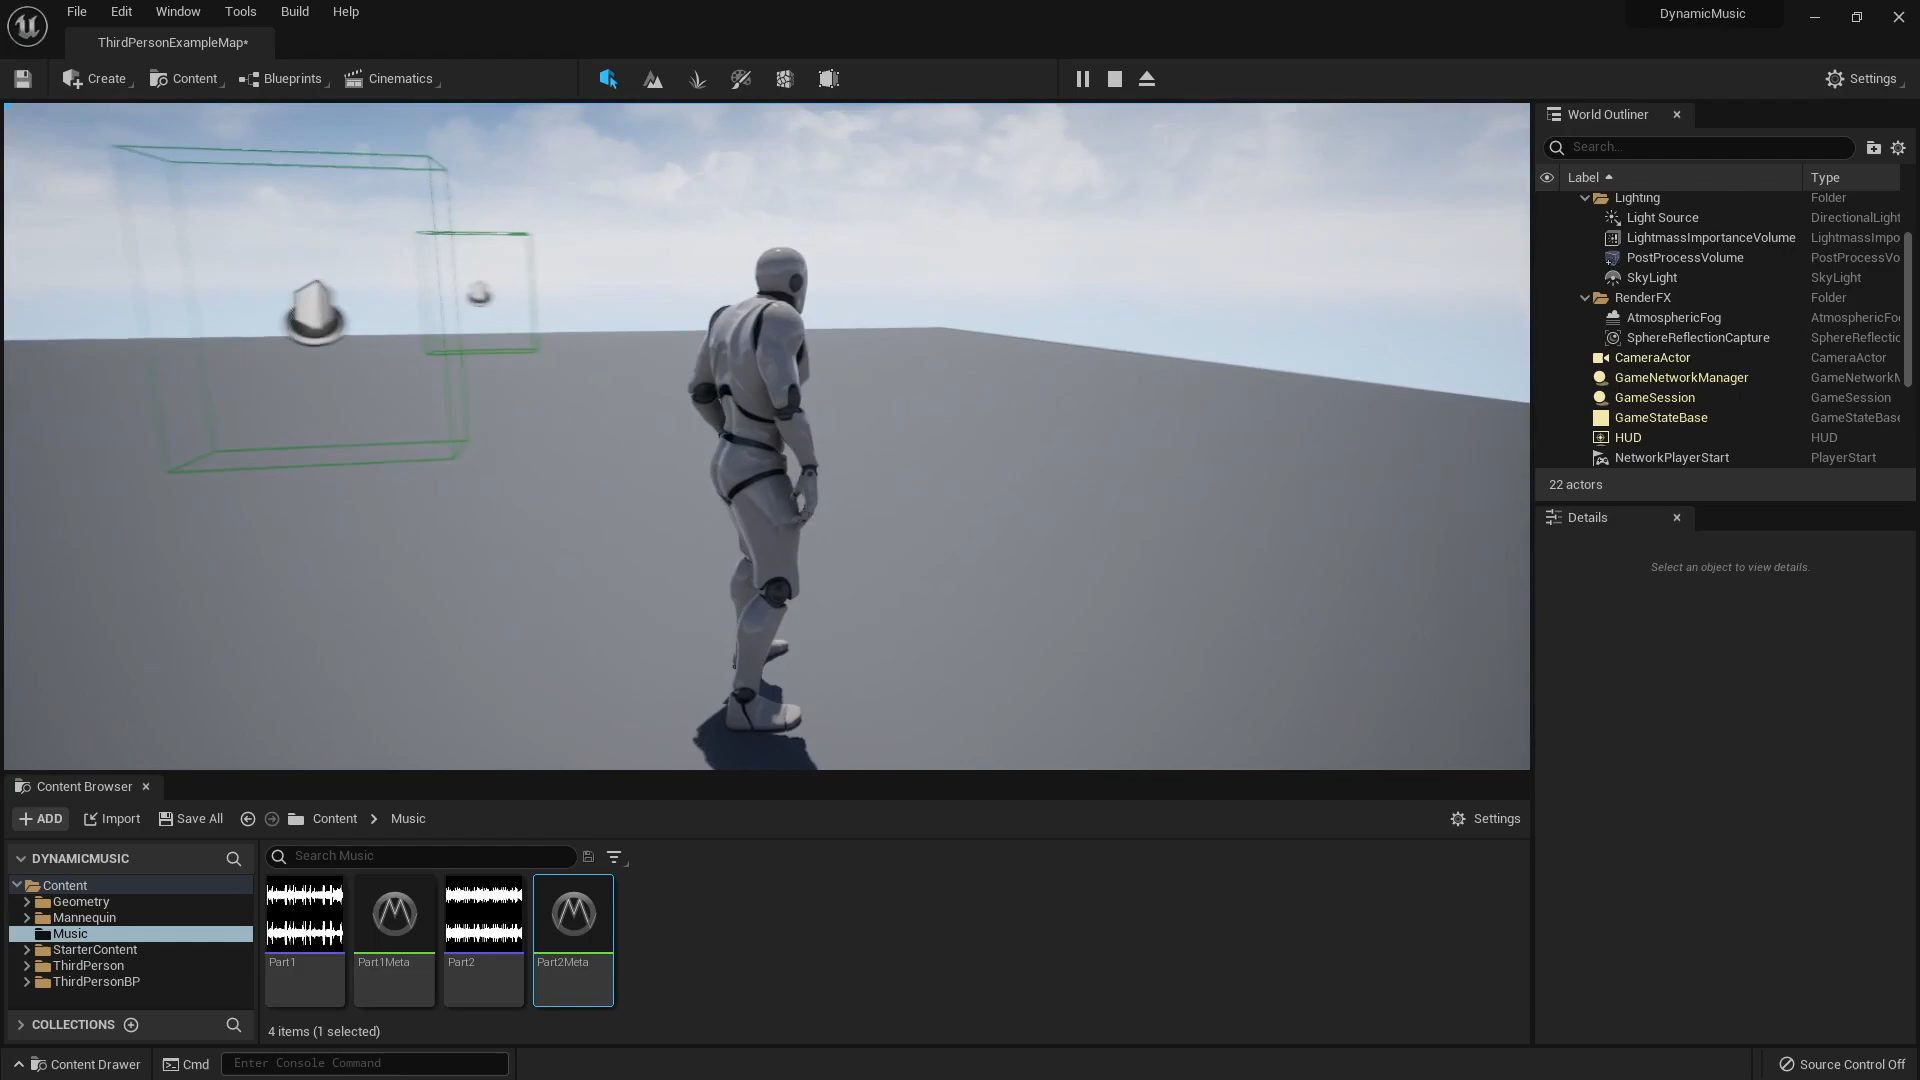 File Edit Window Tools Build Help
DynamicMusic
ThirdPersonExampleMap*
Create Content Blueprints Cinematics
Settings
World Outliner
Search...
Label Type
Lighting Folder
Light Source DirectionalLight
LightmassImportanceVolume LightmassImpo
PostProcessVolume PostProcessVo
SkyLight SkyLight
RenderFX Folder
AtmosphericFog AtmosphericFo
SphereReflectionCapture SphereReflectic
CameraActor CameraActor
GameNetworkManager GameNetworkM
GameSession GameSession
GameStateBase GameStateBase
HUD HUD
NetworkPlayerStart PlayerStart
22 actors
Details
Select an object to view details.
Content Browser
ADD Import Save All Content Music
Settings
DYNAMICMUSIC
Search Music
Content
Geometry
Mannequin
Music
StarterContent
ThirdPerson
ThirdPersonBP
COLLECTIONS
Part1 Part1Meta Part2 Part2Meta
4 items (1 selected)
Content Drawer Cmd Enter Console Command
Source Control Off